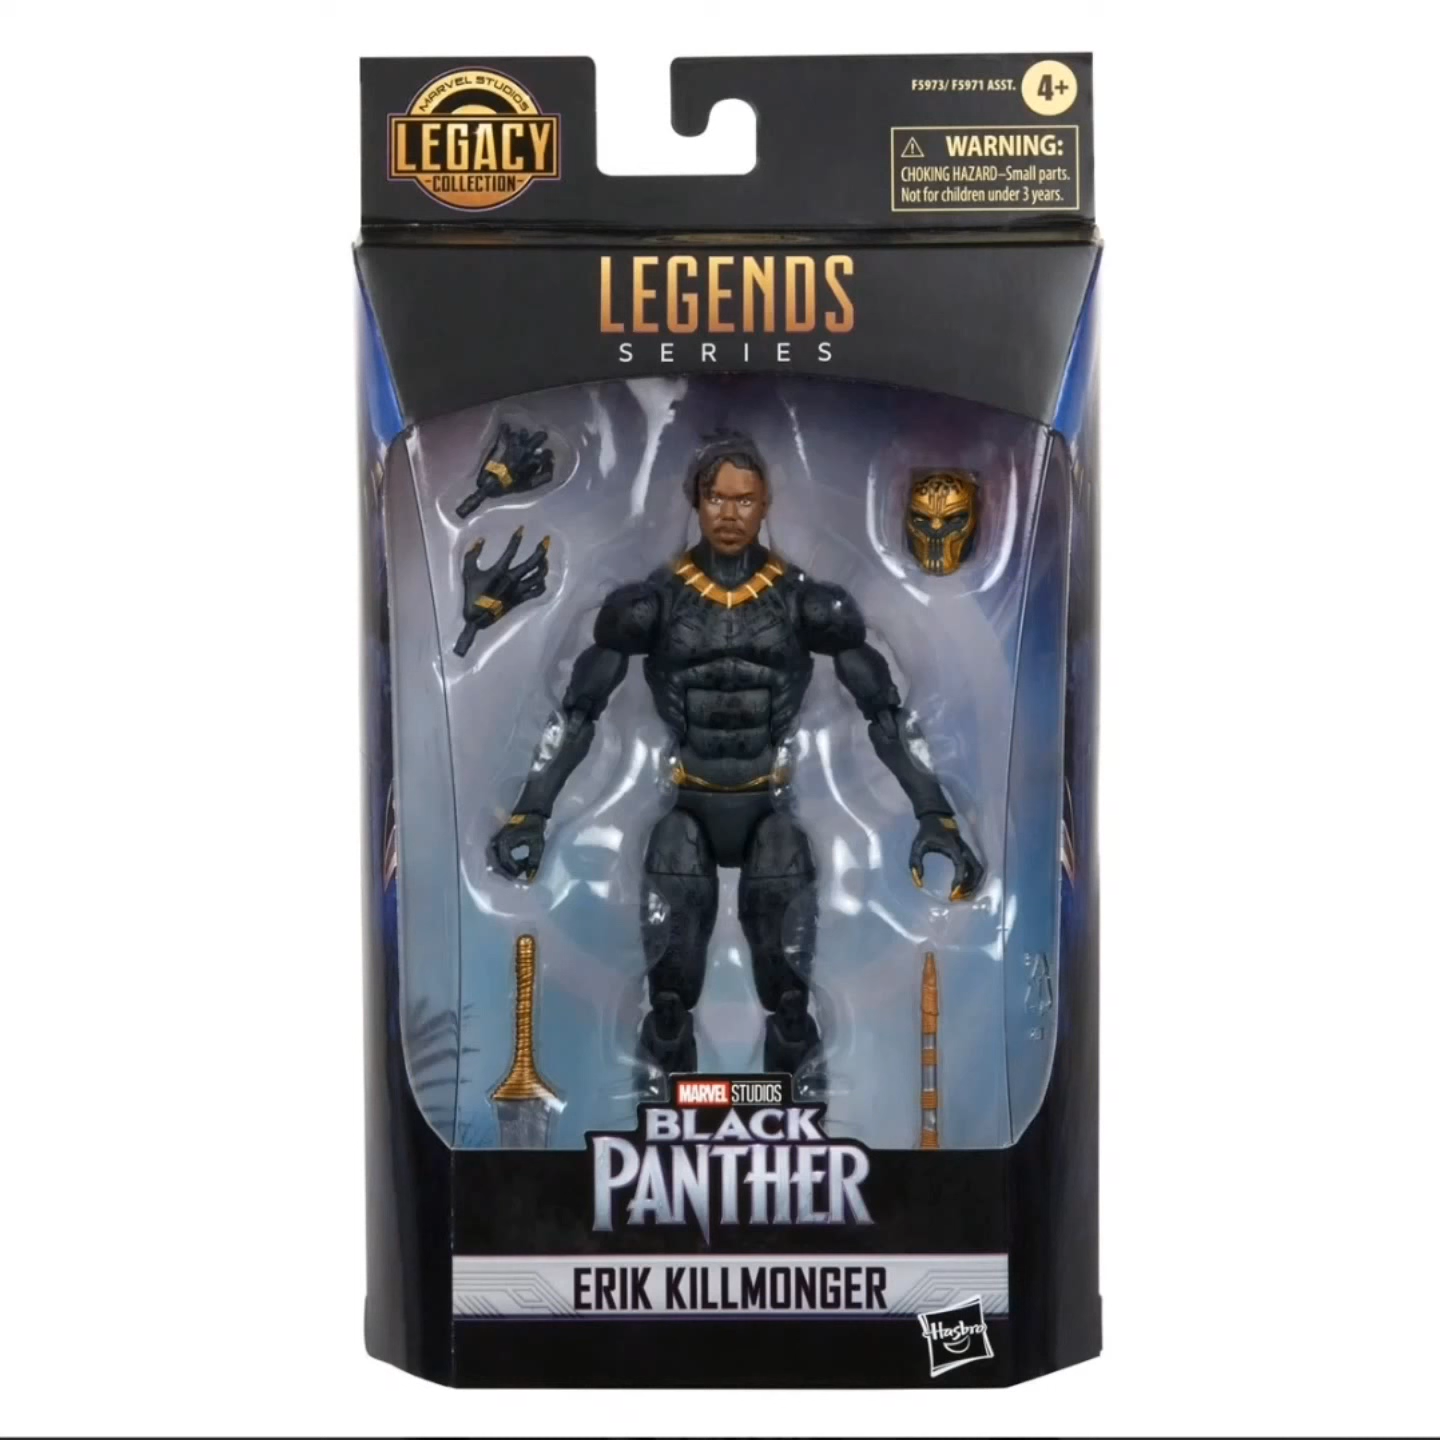 MARVEL STUDIOS
LEGACY
COLLECTION
F5973/ F5971 ASST.
4+
WARNING:
CHOKING HAZARD–Small parts.
Not for children under 3 years.
LEGENDS
SERIES
MARVEL STUDIOS
BLACK
PANTHER
ERIK KILLMONGER
Hasbro